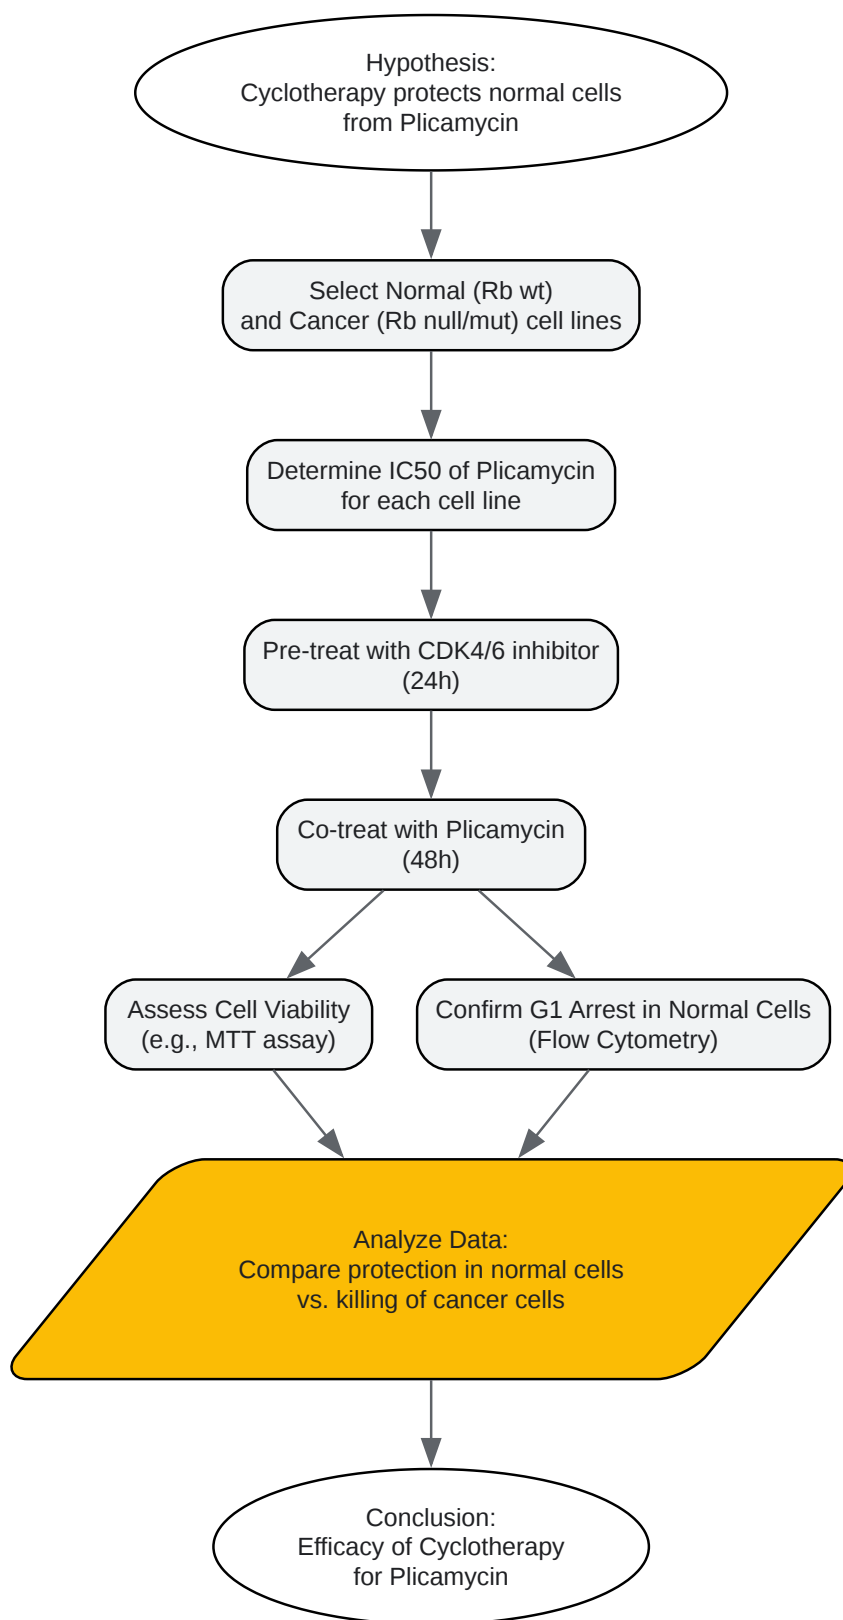 Hypothesis:
Cyclotherapy protects normal cells
from Plicamycin
Select Normal (Rb wt)
and Cancer (Rb null/mut) cell lines
Determine IC50 of Plicamycin
for each cell line
Pre-treat with CDK4/6 inhibitor
(24h)
Co-treat with Plicamycin
(48h)
Assess Cell Viability
(e.g., MTT assay)
Confirm G1 Arrest in Normal Cells
(Flow Cytometry)
Analyze Data:
Compare protection in normal cells
vs. killing of cancer cells
Conclusion:
Efficacy of Cyclotherapy
for Plicamycin